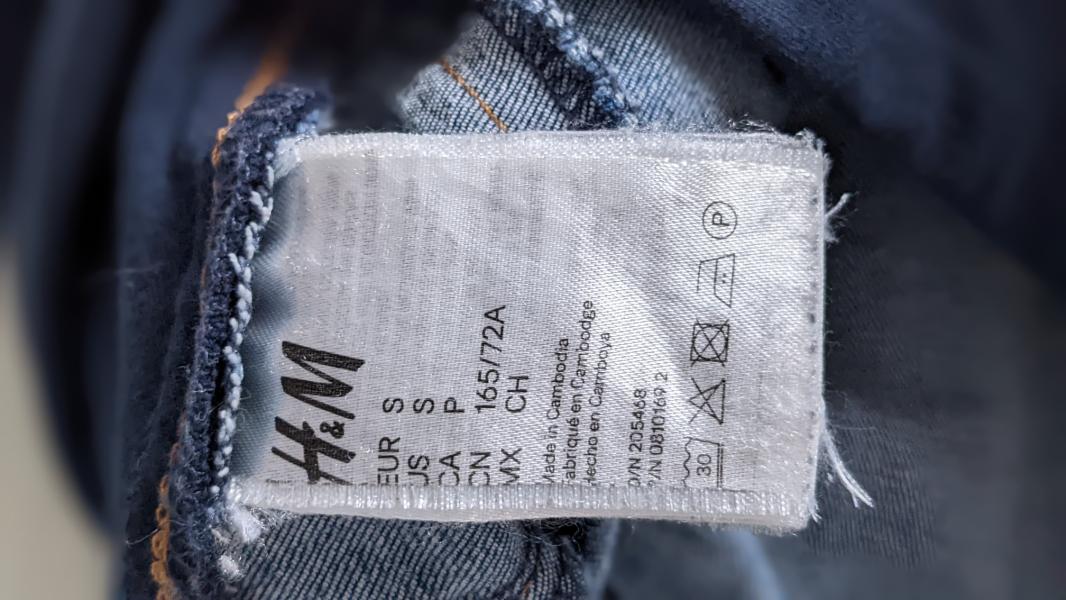 H&M
EUR S
US S
CA P
CN 165/72A
MX CH
Made in Cambodia
Fabriqué en Cambodge
Hecho en Camboya
O/N 205468
P/N 0810169 2
30
P